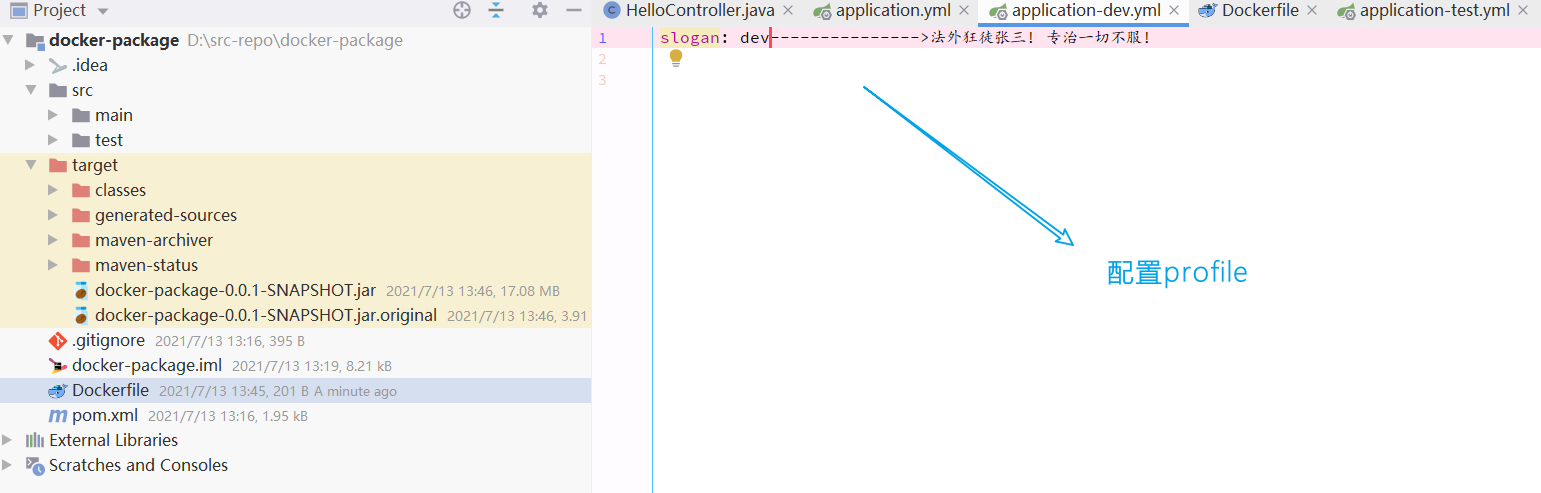 Project
docker-package D:\src-repo\docker-package
.idea
src
main
test
target
classes
generated-sources
maven-archiver
maven-status
docker-package-0.0.1-SNAPSHOT.jar 2021/7/13 13:46, 17.08 MB
docker-package-0.0.1-SNAPSHOT.jar.original 2021/7/13 13:46, 3.91
.gitignore 2021/7/13 13:16, 395 B
docker-package.iml 2021/7/13 13:19, 8.21 kB
Dockerfile 2021/7/13 13:45, 201 B A minute ago
pom.xml 2021/7/13 13:16, 1.95 kB
External Libraries
Scratches and Consoles
HelloController.java application.yml application-dev.yml Dockerfile application-test.yml
1 slogan: dev--------------->法外狂徒张三! 专治一切不服!
2
3
配置profile